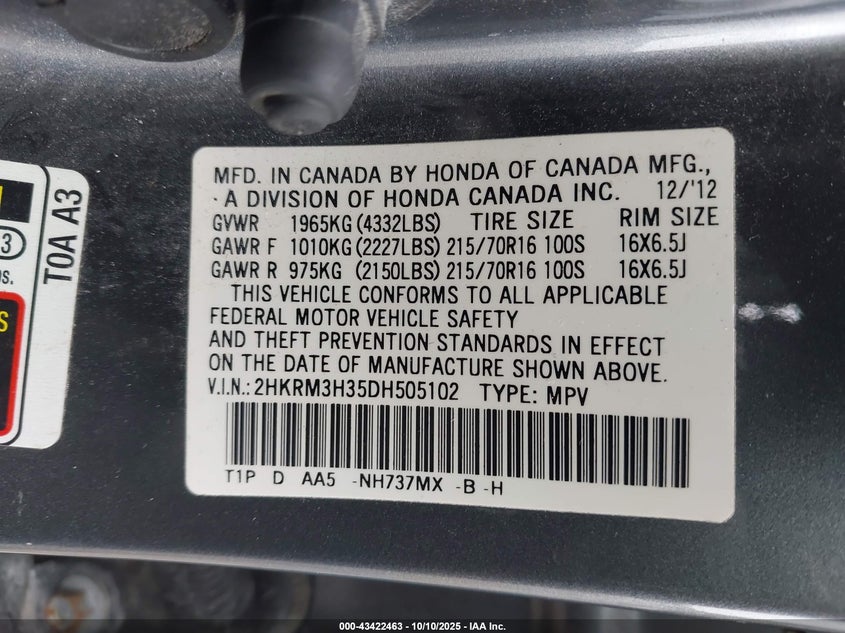 MFD. IN CANADA BY HONDA OF CANADA MFG.,
A DIVISION OF HONDA CANADA INC. 12/'12
GVWR 1965KG (4332LBS) TIRE SIZE RIM SIZE
GAWR F 1010KG (2227LBS) 215/70R16 100S 16X6.5J
GAWR R 975KG (2150LBS) 215/70R16 100S 16X6.5J
THIS VEHICLE CONFORMS TO ALL APPLICABLE
FEDERAL MOTOR VEHICLE SAFETY
AND THEFT PREVENTION STANDARDS IN EFFECT
ON THE DATE OF MANUFACTURE SHOWN ABOVE.
V.I.N.: 2HKRM3H35DH505102 TYPE: MPV
T1P D AA5 -NH737MX -B -H
T0A A3
3
S
000-43422463 - 10/10/2025 - IAA Inc.